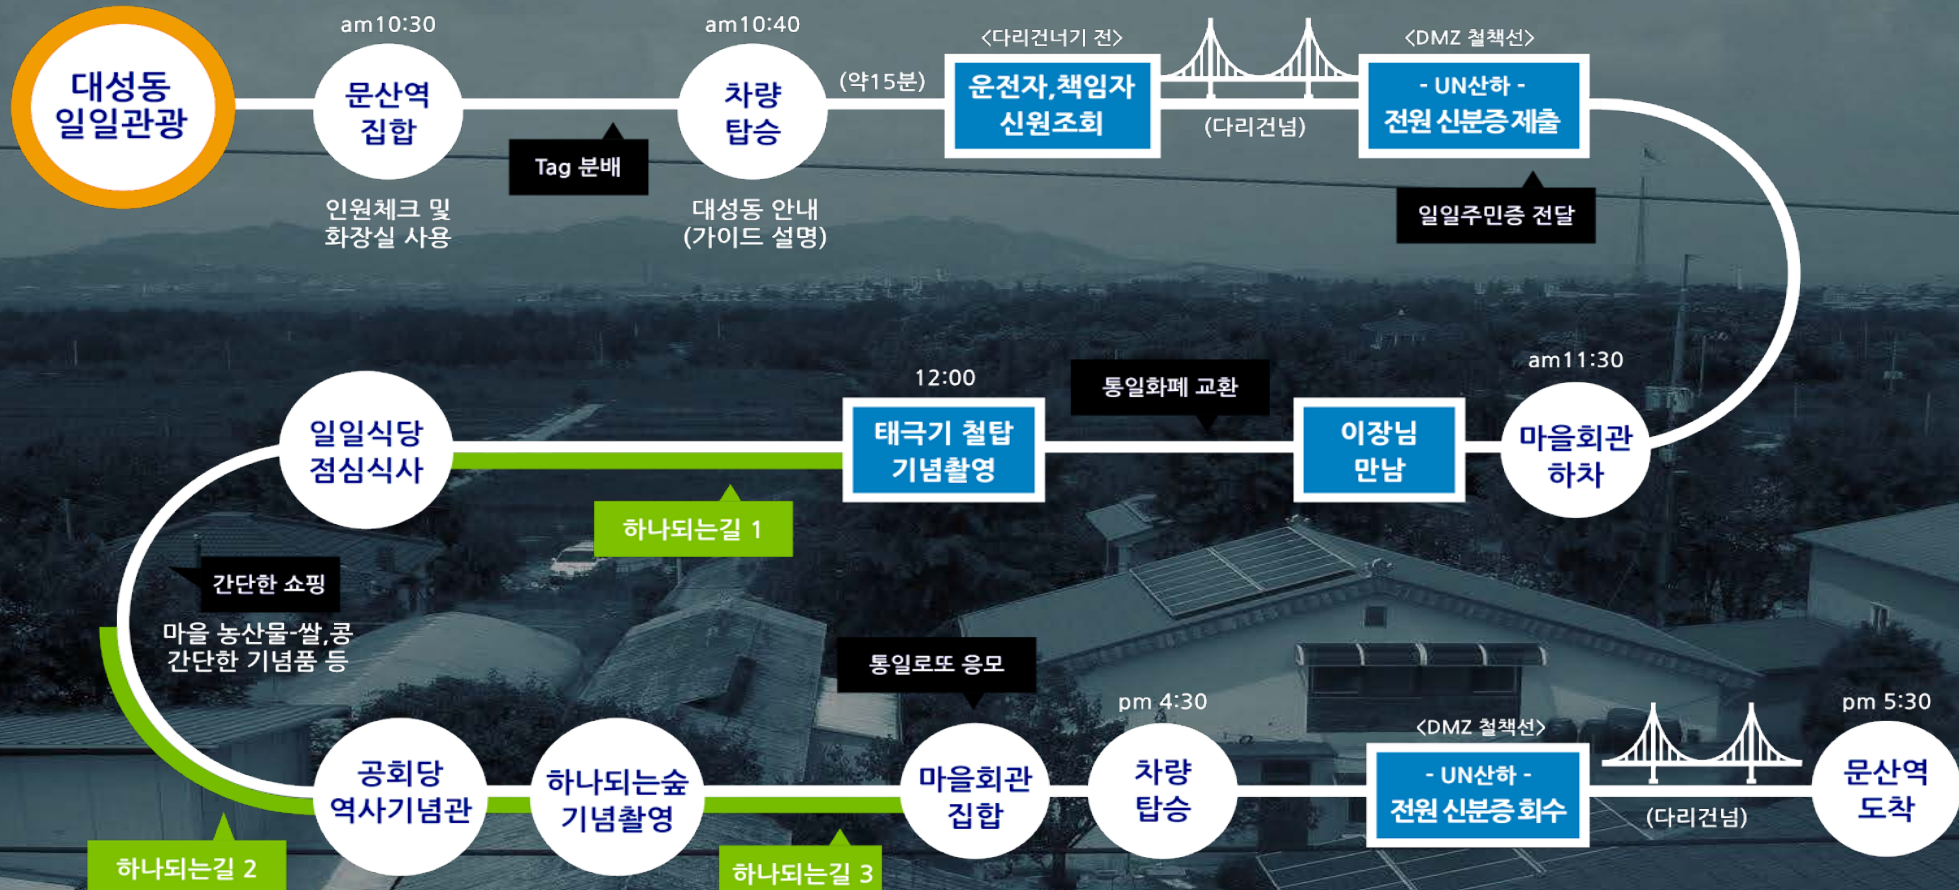 대성동
일일관광
am10:30
문산역
집합
인원체크 및
화장실 사용
Tag 분배
am10:40
차량
탑승
대성동 안내
(가이드 설명)
(약15분)
<다리건너기 전>
운전자,책임자
신원조회
(다리건넘)
<DMZ 철책선>
- UN산하 -
전원 신분증 제출
일일주민증 전달
am11:30
마을회관
하차
이장님
만남
통일화폐 교환
12:00
태극기 철탑
기념촬영
하나되는길 1
일일식당
점심식사
간단한 쇼핑
마을 농산물-쌀,콩
간단한 기념품 등
하나되는길 2
공회당
역사기념관
하나되는숲
기념촬영
하나되는길 3
통일로또 응모
마을회관
집합
pm 4:30
차량
탑승
<DMZ 철책선>
- UN산하 -
전원 신분증 회수
(다리건넘)
pm 5:30
문산역
도착